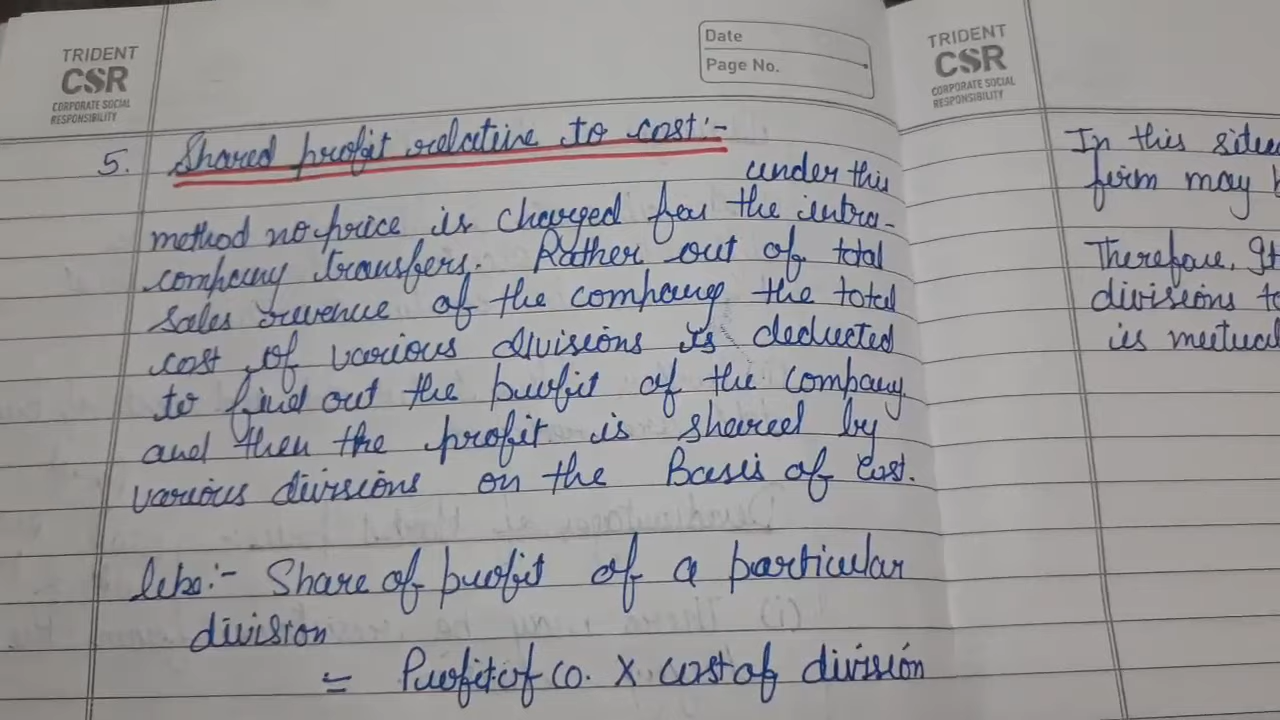 TRIDENT
CSR
CORPORATE SOCIAL
RESPONSIBILITY
Date
Page No.
5. Shared profit relative to cost:-
under this
method no price is charged for the intra-
company transfers. Rather out of total
sales revenue of the company the total
cost of various divisions is deducted
to find out the profit of the company
and then the profit is shared by
various divisions on the Basis of cost.
:- Share of profit of a particular
division
= Profit of co. X cost of division
TRIDENT
CSR
CORPORATE SOCIAL
RESPONSIBILITY
In this
firm may
Therefore,
divisions
is